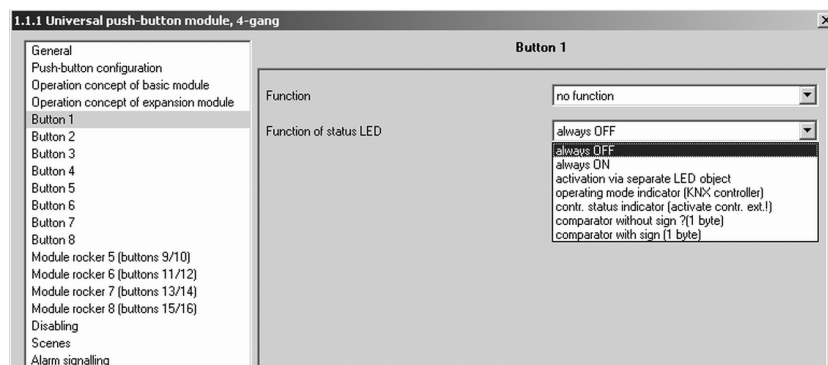 1.1.1 Universal push-button module, 4-gang
General
Push-button configuration
Operation concept of basic module
Operation concept of expansion module
Button 1
Button 2
Button 3
Button 4
Button 5
Button 6
Button 7
Button 8
Module rocker 5 (buttons 9/10)
Module rocker 6 (buttons 11/12)
Module rocker 7 (buttons 13/14)
Module rocker 8 (buttons 15/16)
Disabling
Scenes
Alarm signalling
Button 1
Function
no function
Function of status LED
always OFF
always OFF
always ON
activation via separate LED object
operating mode indicator (KNX controller)
contr. status indicator (activate contr. ext.!)
comparator without sign ?(1 byte)
comparator with sign (1 byte)